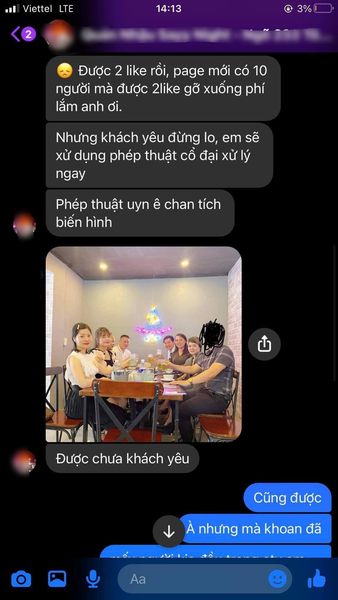 Viettel LTE
14:13
3%
2
😞 Được 2 like rồi, page mới có 10
người mà được 2like gỡ xuống phí
lắm anh ơi.
Nhưng khách yêu đừng lo, em sẽ
xử dụng phép thuật cổ đại xử lý
ngay
Phép thuật uyn ê chan tích
biến hình
Được chưa khách yêu
Cũng được
À nhưng mà khoan đã
Aa